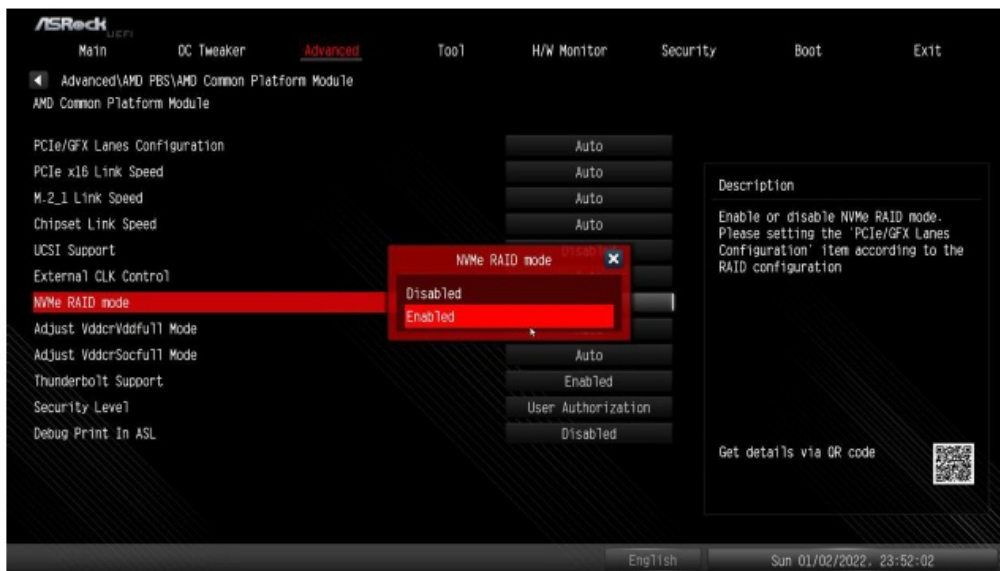 ASRock
UEFI
Main OC Tweaker Advanced Tool H/W Monitor Security Boot Exit
Advanced\AMD PBS\AMD Common Platform Module
AMD Common Platform Module
PCIe/GFX Lanes Configuration Auto
PCIe x16 Link Speed Auto
M.2_1 Link Speed Auto
Chipset Link Speed Auto
UCSI Support Disabled
External CLK Control
NVMe RAID mode
Adjust VddcrVddfull Mode
Adjust VddcrSocfull Mode Auto
Thunderbolt Support Enabled
Security Level User Authorization
Debug Print In ASL Disabled
NVMe RAID mode
Disabled
Enabled
Description
Enable or disable NVMe RAID mode.
Please setting the 'PCIe/GFX Lanes
Configuration' item according to the
RAID configuration
Get details via QR code
English Sun 01/02/2022. 23:52:02